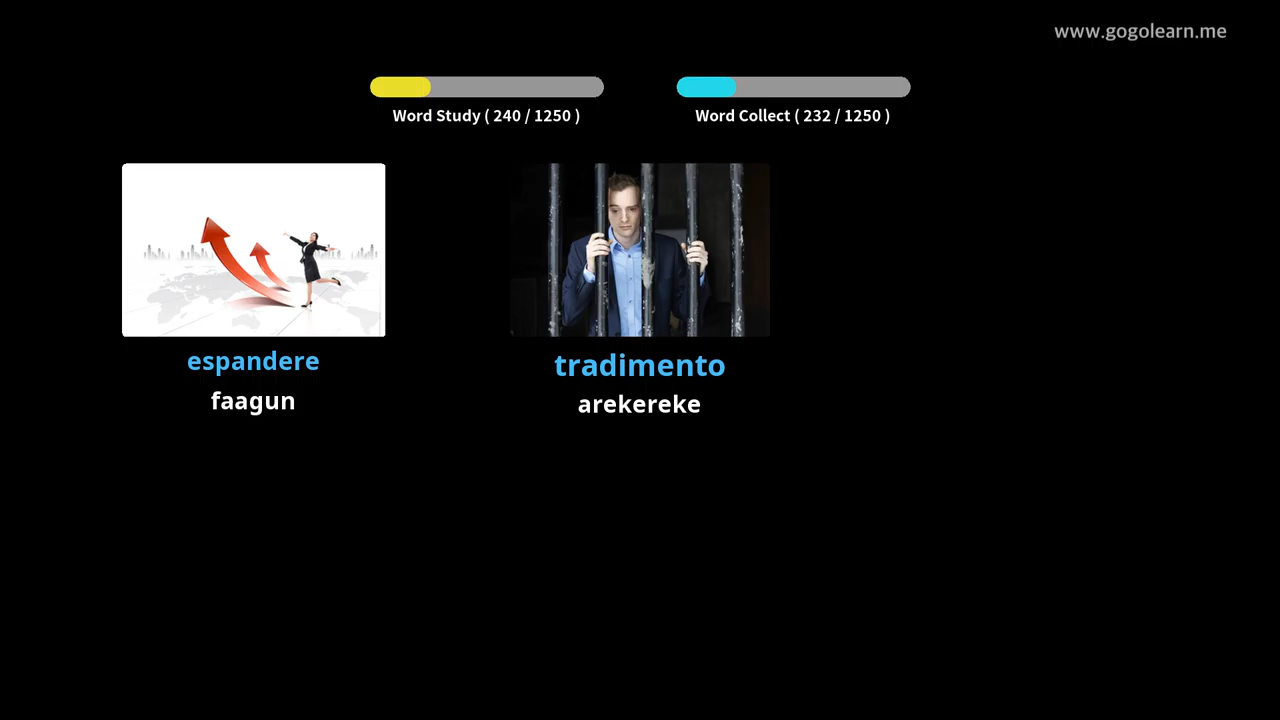 www.gogolearn.me
Word Study ( 240 / 1250 )
Word Collect ( 232 / 1250 )
espandere
faagun
tradimento
arekereke